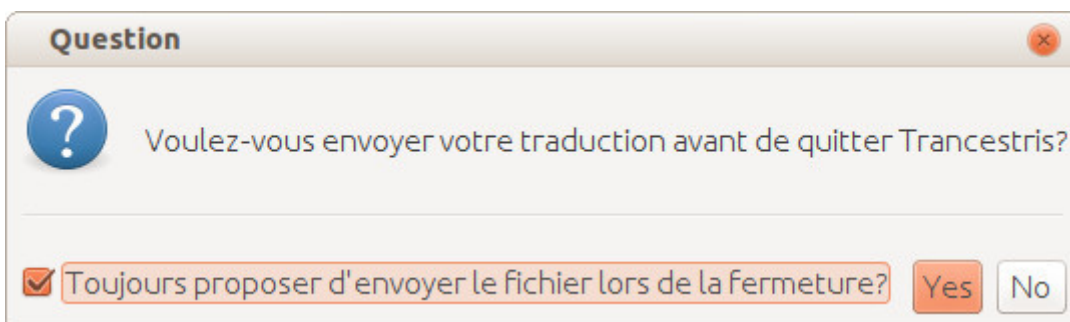 Question
Voulez-vous envoyer votre traduction avant de quitter Trancestris?
Toujours proposer d'envoyer le fichier lors de la fermeture? Yes No